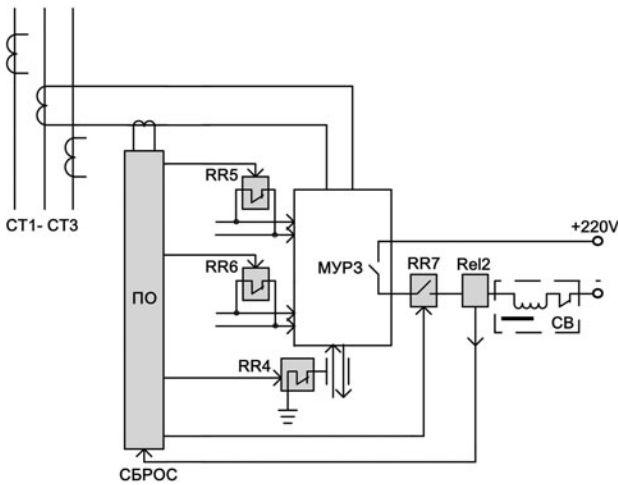 CT1- CT3
RR5
RR6
ПО
МУРЗ
+220V
RR7
Rel2
-
CB
RR4
СБРОС